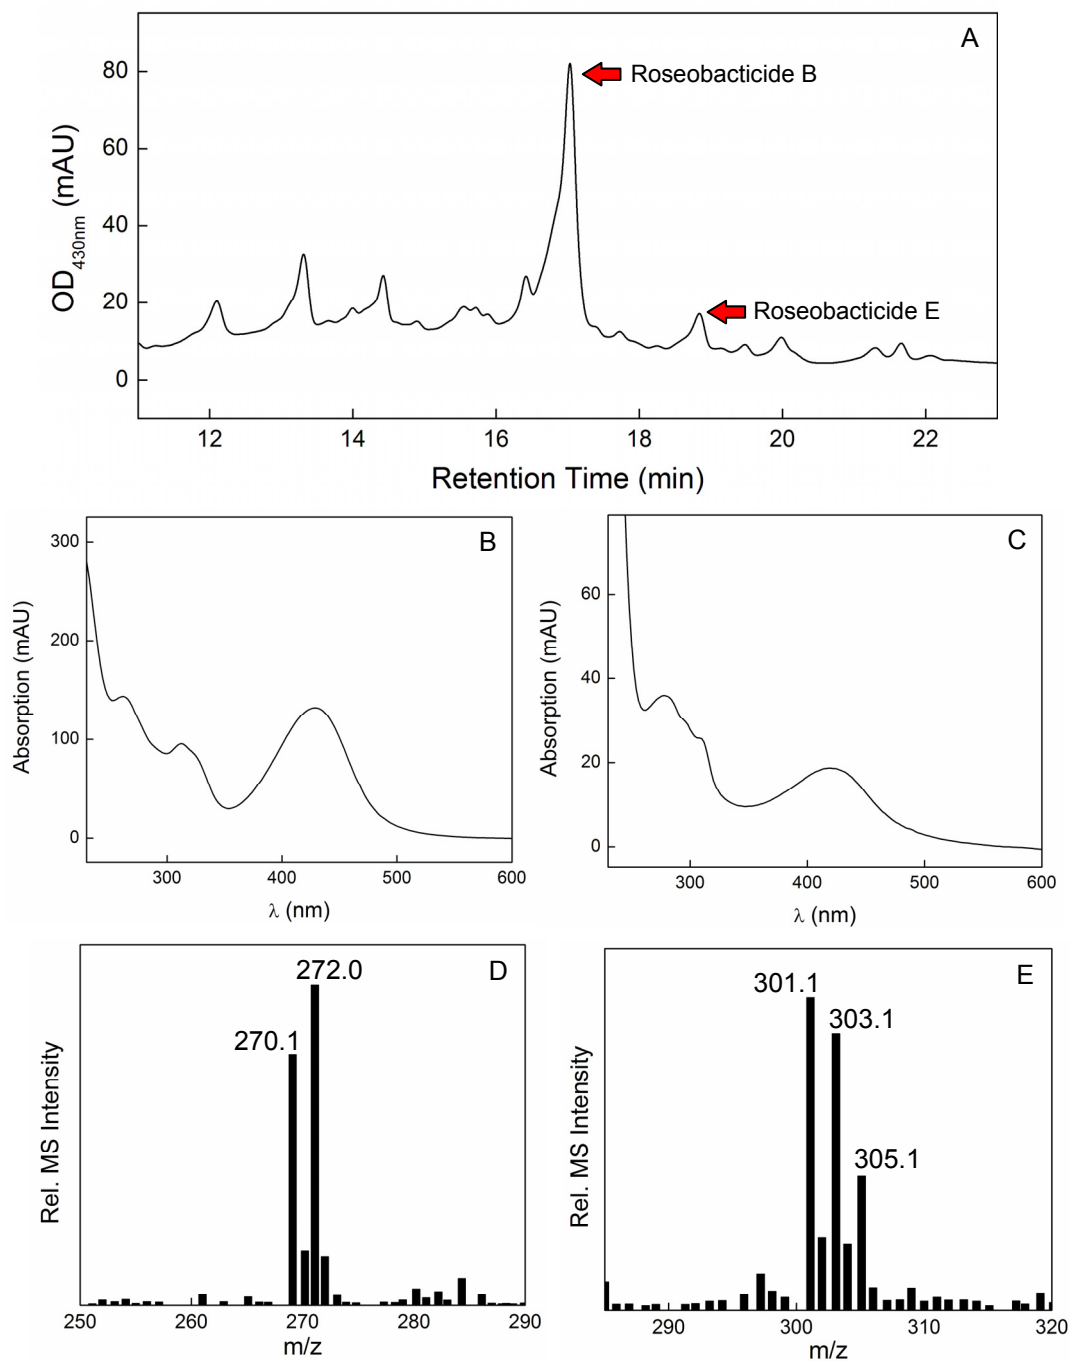 A
Roseobacticide B
Roseobacticide E
OD430nm (mAU)
80
60
40
20
0
12 14 16 18 20 22
Retention Time (min)
B
Absorption (mAU)
300
200
100
0
300 400 500 600
λ (nm)
C
Absorption (mAU)
60
40
20
0
300 400 500 600
λ (nm)
D
272.0
270.1
Rel. MS Intensity
250 260 270 280 290
m/z
E
301.1
303.1
305.1
Rel. MS Intensity
290 300 310 320
m/z